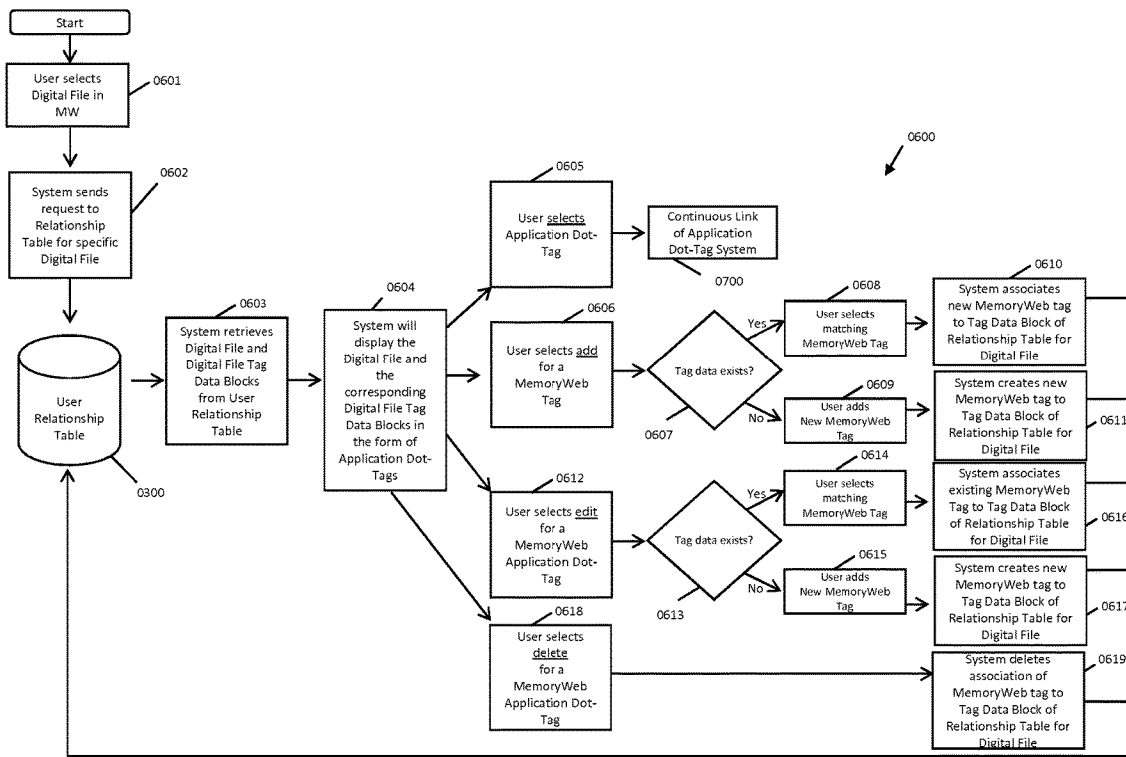 Start
User selects
Digital File in
MW
0601
System sends
request to
Relationship
Table for specific
Digital File
0602
User
Relationship
Table
0300
System retrieves
Digital File and
Digital File Tag
Data Blocks
from User
Relationship
Table
0603
System will
display the
Digital File and
the
corresponding
Digital File Tag
Data Blocks in
the form of
Application Dot-
Tags
0604
0600
User selects
Application Dot-
Tag
0605
Continuous Link
of Application
Dot-Tag System
0700
User selects add
for a
MemoryWeb
Tag
0606
Tag data exists?
0607
Yes
No
User selects
matching
MemoryWeb Tag
0608
User adds
New MemoryWeb
Tag
0609
System associates
new MemoryWeb tag
to Tag Data Block of
Relationship Table for
Digital File
0610
System creates new
MemoryWeb tag to
Tag Data Block of
Relationship Table for
Digital File
0611
User selects edit
for a
MemoryWeb
Application Dot-
Tag
0612
Tag data exists?
0613
Yes
No
User selects
matching
MemoryWeb Tag
0614
User adds
New MemoryWeb
Tag
0615
System associates
existing MemoryWeb
Tag to Tag Data Block
of Relationship Table
for Digital File
0616
System creates new
MemoryWeb tag to
Tag Data Block of
Relationship Table for
Digital File
0617
User selects
delete
for a
MemoryWeb
Application Dot-
Tag
0618
System deletes
association of
MemoryWeb tag to
Tag Data Block of
Relationship Table for
Digital File
0619